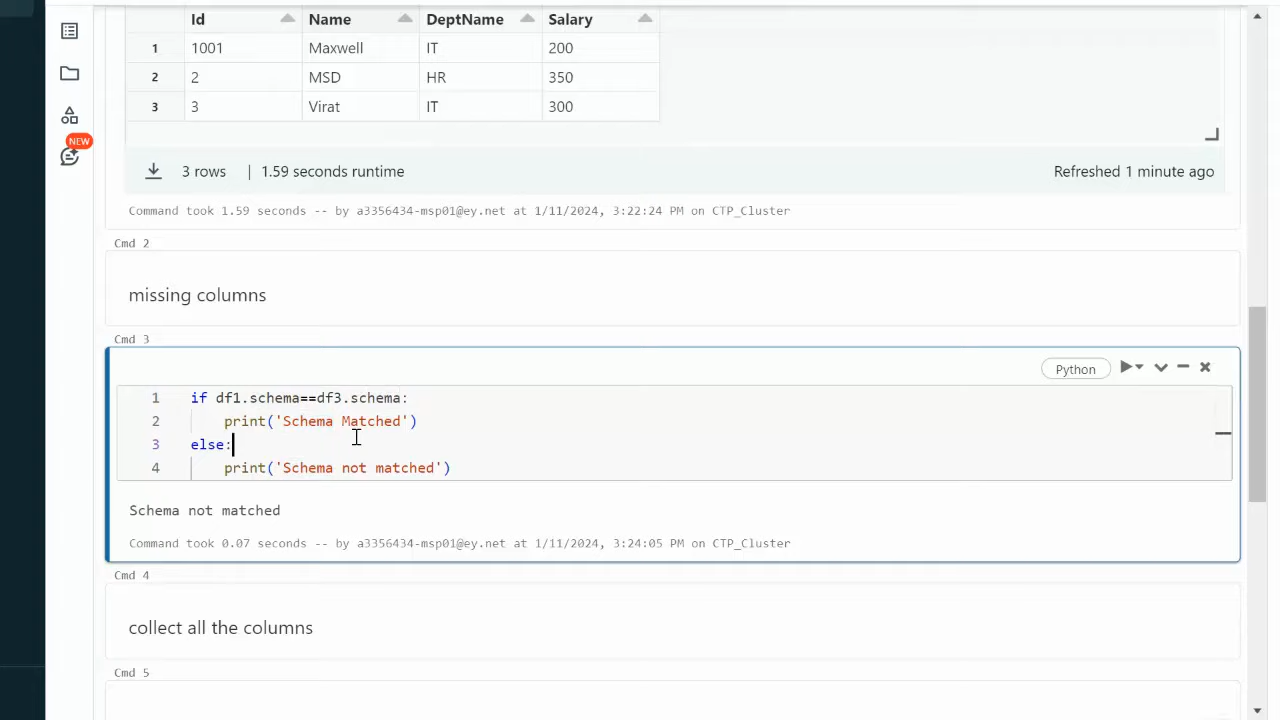 Id Name DeptName Salary
1 1001 Maxwell IT 200
2 2 MSD HR 350
3 3 Virat IT 300
3 rows | 1.59 seconds runtime Refreshed 1 minute ago
NEW
Command took 1.59 seconds -- by a3356434-msp01@ey.net at 1/11/2024, 3:22:24 PM on CTP_Cluster
Cmd 2
missing columns
Cmd 3
Python
1 if df1.schema==df3.schema:
2 print('Schema Matched')
3 else:
4 print('Schema not matched')
Schema not matched
Command took 0.07 seconds -- by a3356434-msp01@ey.net at 1/11/2024, 3:24:05 PM on CTP_Cluster
Cmd 4
collect all the columns
Cmd 5